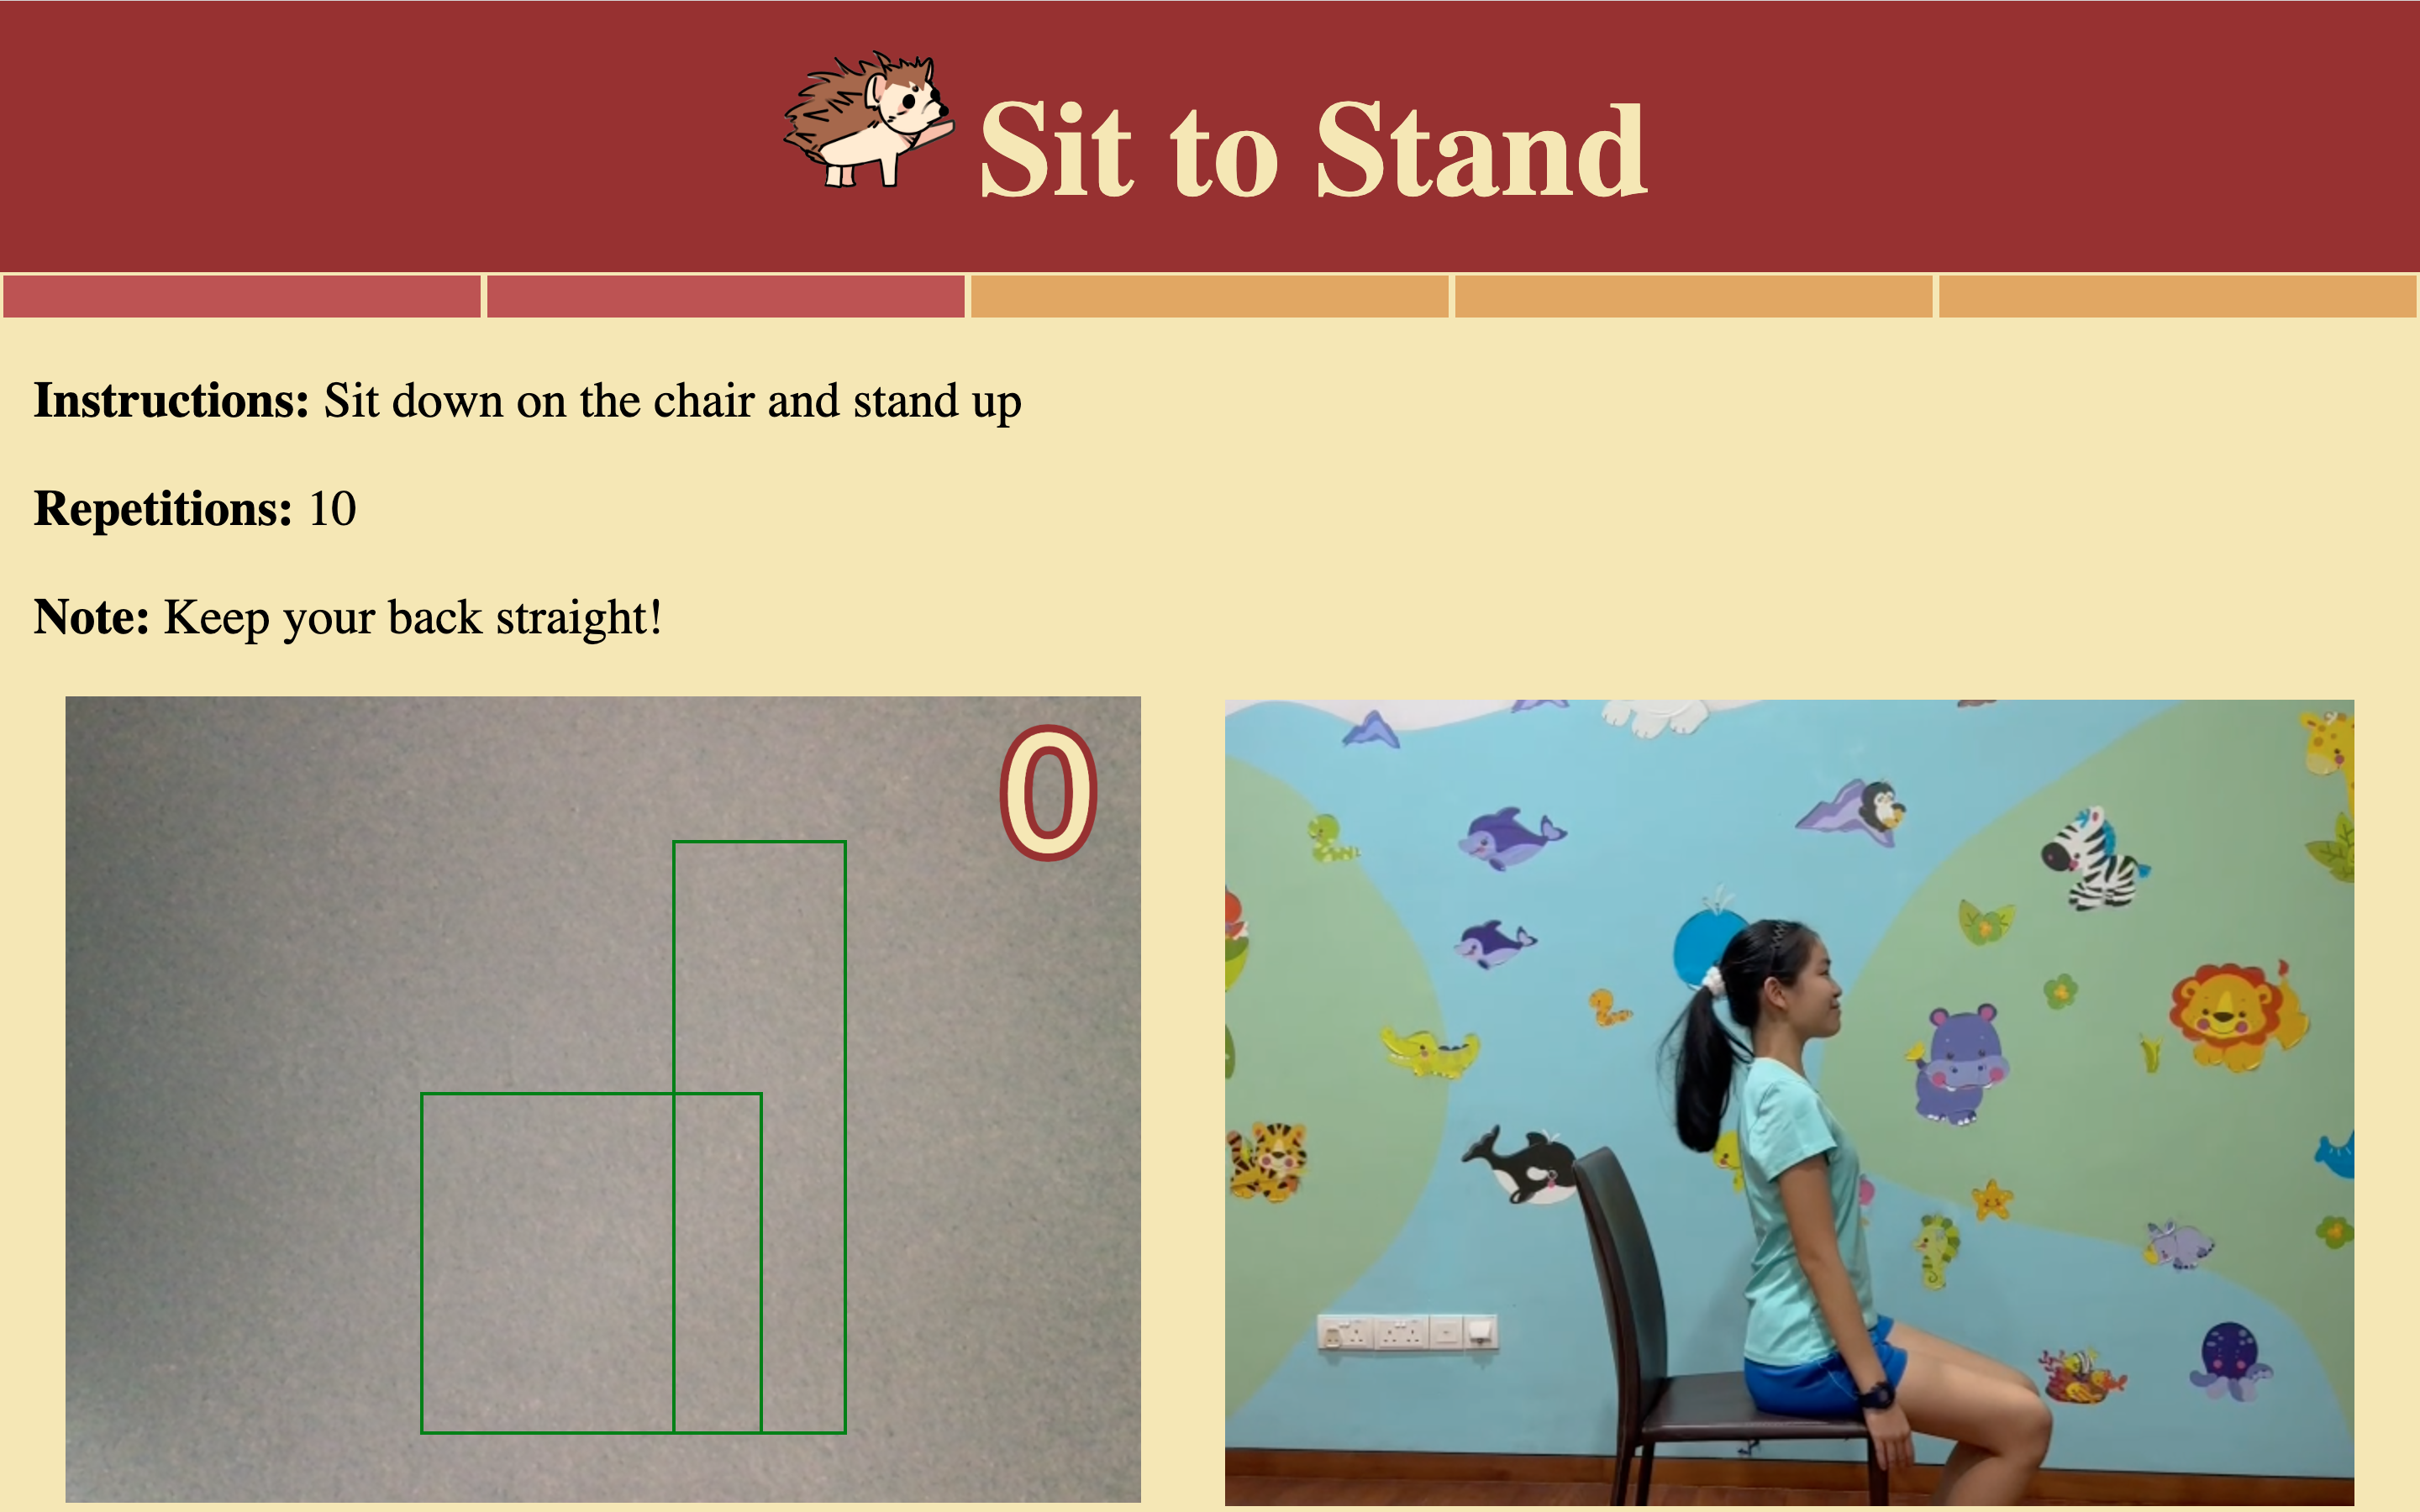 Sit to Stand
Instructions: Sit down on the chair and stand up
Repetitions: 10
Note: Keep your back straight!
0